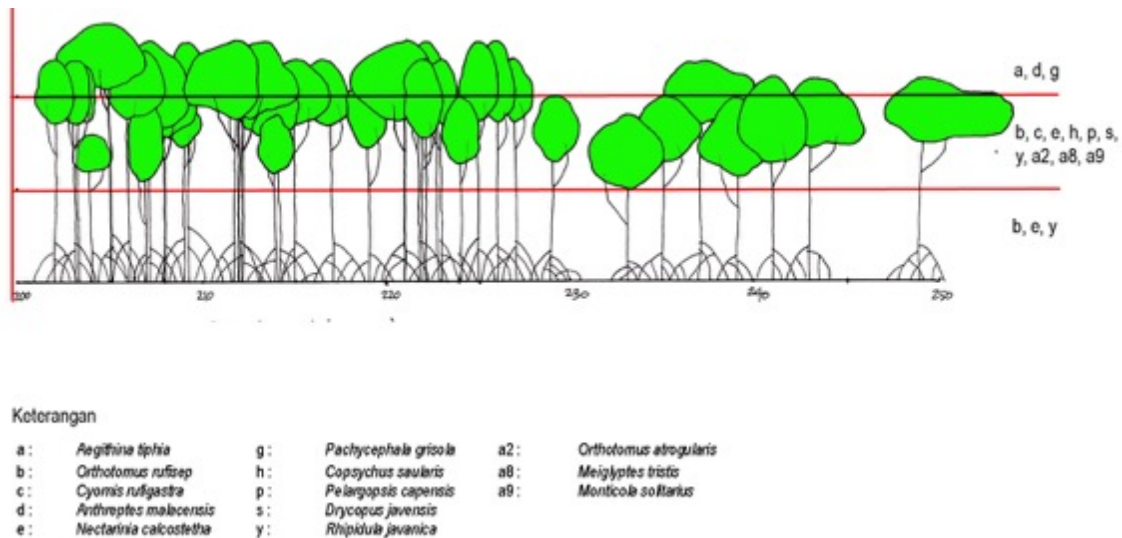 a, d, g
b, c, e, h, p, s,
y, a2, a8, a9
b, e, y
200 210 220 230 240 250
Keterangan
a : Aegithina tiphia g : Pachycephala grisola a2 : Orthotomus atrogularis
b : Orthotomus rufisep h : Copsychus saularis a8 : Meiglyptes tristis
c : Cyornis rufigastra p : Pelargopsis capensis a9 : Monticola solitarius
d : Anthreptes malacensis s : Drycopus javensis
e : Nectarinia calcostetha y : Rhipidula javanica